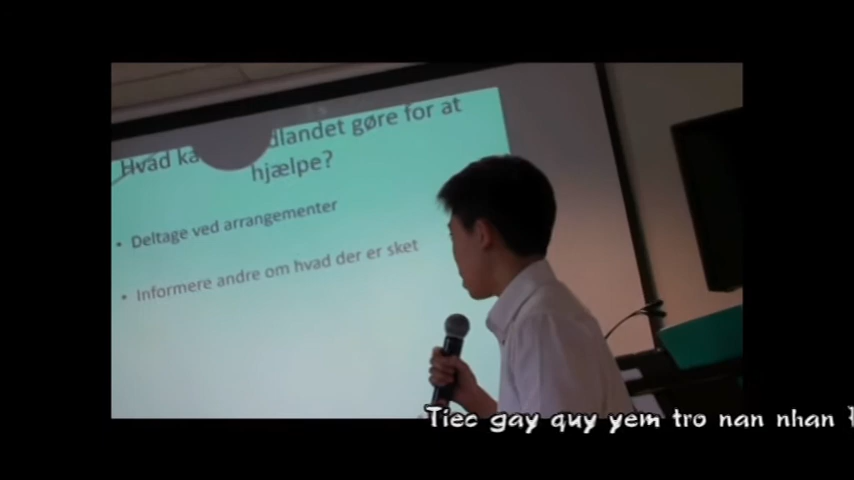 Hvad dlandet gøre for at
hjælpe?
• Deltage ved arrangementer
• Informere andre om hvad der er sket
Tiec gay quy yem tro nan nhan